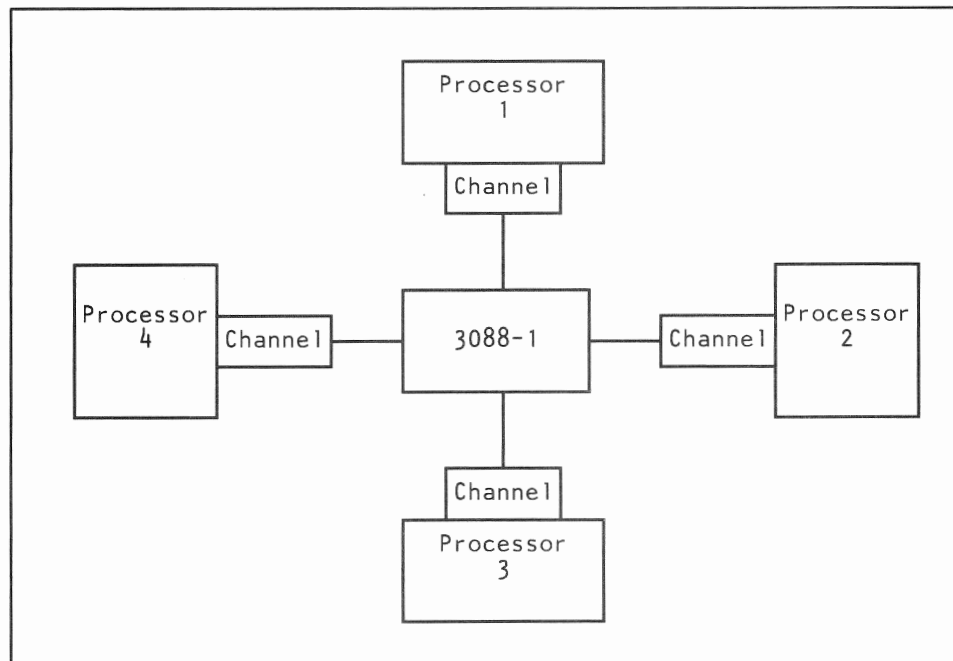 Processor
1
Channel
Processor
4
Channel
3088-1
Channel
Processor
2
Channel
Processor
3